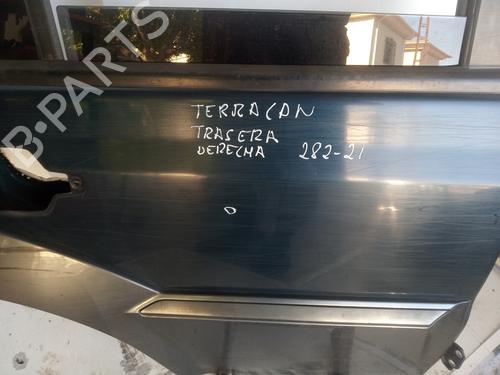 B-PARTS
TERRACAN
TRASERA
DERECHA 282-21